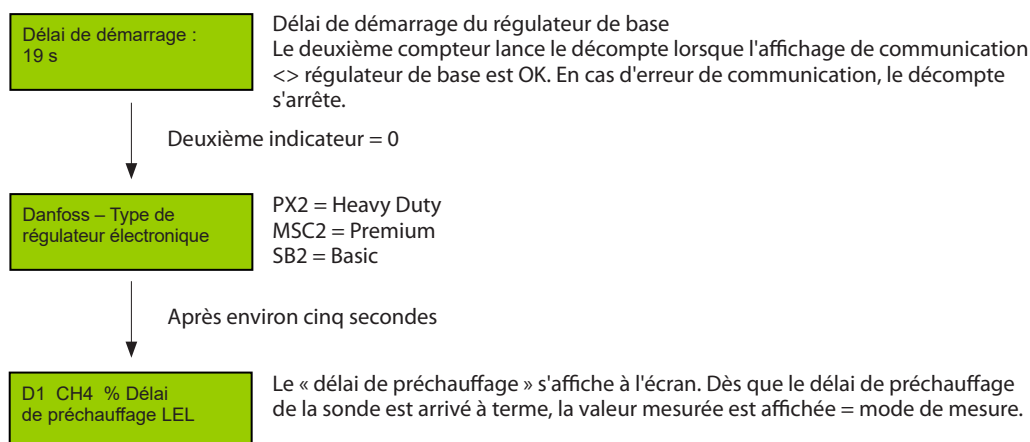 Délai de démarrage :
19 s
Délai de démarrage du régulateur de base
Le deuxième compteur lance le décompte lorsque l'affichage de communication
<> régulateur de base est OK. En cas d'erreur de communication, le décompte
s'arrête.
Deuxième indicateur = 0
Danfoss – Type de
régulateur électronique
PX2 = Heavy Duty
MSC2 = Premium
SB2 = Basic
Après environ cinq secondes
D1 CH4 % Délai
de préchauffage LEL
Le « délai de préchauffage » s'affiche à l'écran. Dès que le délai de préchauffage
de la sonde est arrivé à terme, la valeur mesurée est affichée = mode de mesure.